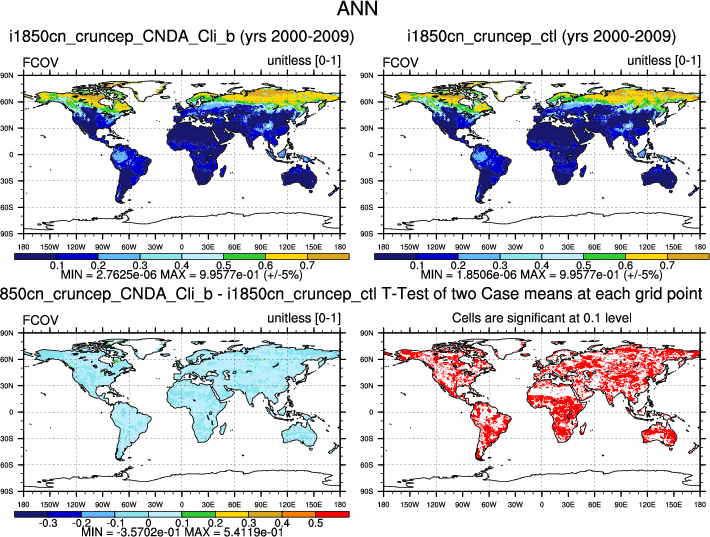 ANN
i1850cn_cruncep_CNDA_Cli_b (yrs 2000-2009)
i1850cn_cruncep_ctl (yrs 2000-2009)
FCOV unitless [0-1]
FCOV unitless [0-1]
90N
60N
30N
0
30S
60S
90S
180 150W 120W 90W 60W 30W 0 30E 60E 90E 120E 150E 180
0.1 0.2 0.3 0.4 0.5 0.6 0.7
MIN = 2.7625e-06 MAX = 9.9577e-01 (+/-5%)
90N
60N
30N
0
30S
60S
90S
180 150W 120W 90W 60W 30W 0 30E 60E 90E 120E 150E 180
0.1 0.2 0.3 0.4 0.5 0.6 0.7
MIN = 1.8506e-06 MAX = 9.9577e-01 (+/-5%)
850cn_cruncep_CNDA_Cli_b - i1850cn_cruncep_ctl
T-Test of two Case means at each grid point
FCOV unitless [0-1]
Cells are significant at 0.1 level
90N
60N
30N
0
30S
60S
90S
180 150W 120W 90W 60W 30W 0 30E 60E 90E 120E 150E 180
-0.3 -0.2 -0.1 0 0.1 0.2 0.3 0.4 0.5
MIN = -3.5702e-01 MAX = 5.4119e-01
90N
60N
30N
0
30S
60S
90S
180 150W 120W 90W 60W 30W 0 30E 60E 90E 120E 150E 180